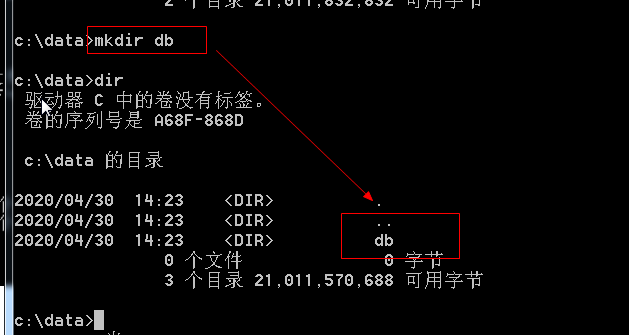 2 个目录 21,011,832,832 可用字节
c:\data>mkdir db
c:\data>dir
驱动器 C 中的卷没有标签。
卷的序列号是 A68F-868D
c:\data 的目录
2020/04/30  14:23    <DIR>          .
2020/04/30  14:23    <DIR>          ..
2020/04/30  14:23    <DIR>          db
0 个文件              0 字节
3 个目录 21,011,570,688 可用字节
c:\data>